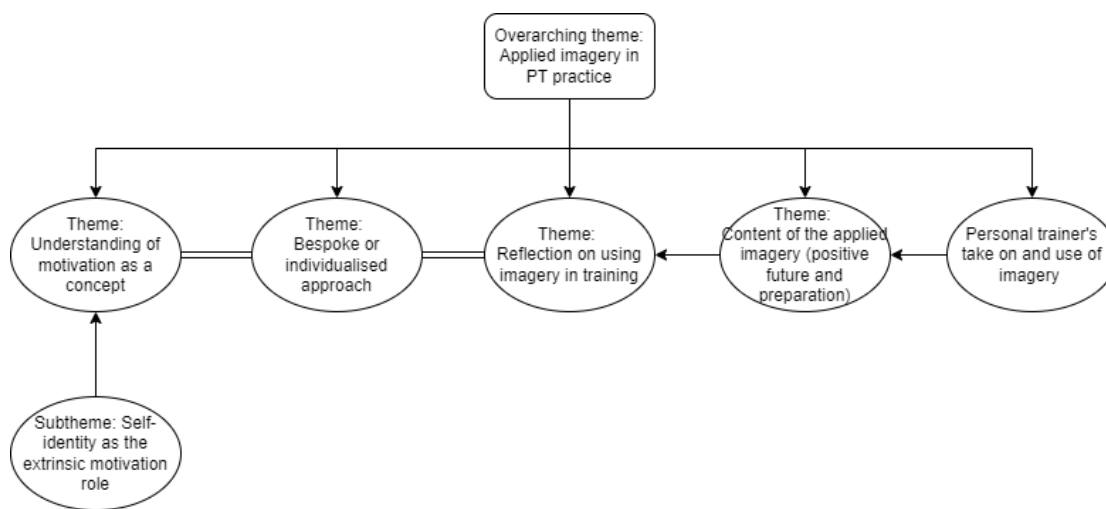 Overarching theme:
Applied imagery in
PT practice
Theme:
Understanding of
motivation as a
concept
Theme:
Bespoke or
individualised
approach
Theme:
Reflection on using
imagery in training
Theme:
Content of the applied
imagery (positive
future and
preparation)
Personal trainer's
take on and use of
imagery
Subtheme: Self-
identity as the
extrinsic motivation
role